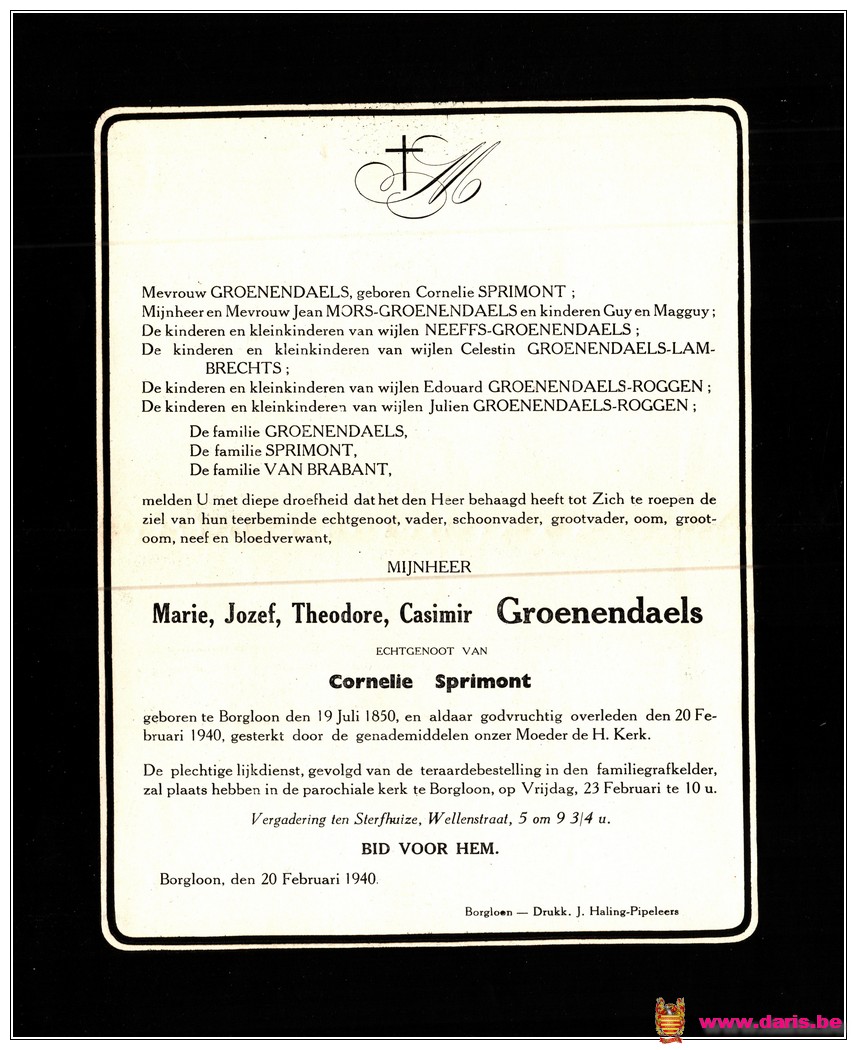 M
Mevrouw GROENENDAELS, geboren Cornelie SPRIMONT ;
Mijnheer en Mevrouw Jean MORS-GROENENDAELS en kinderen Guy en Magguy ;
De kinderen en kleinkinderen van wijlen NEEFFS-GROENENDAELS ;
De kinderen en kleinkinderen van wijlen Celestin GROENENDAELS-LAM-
BRECHTS ;
De kinderen en kleinkinderen van wijlen Edouard GROENENDAELS-ROGGEN ;
De kinderen en kleinkinderen van wijlen Julien GROENENDAELS-ROGGEN ;
De familie GROENENDAELS,
De familie SPRIMONT,
De familie VAN BRABANT,
melden U met diepe droefheid dat het den Heer behaagd heeft tot Zich te roepen de
ziel van hun teerbeminde echtgenoot, vader, schoonvader, grootvader, oom, groot-
oom, neef en bloedverwant,
MIJNHEER
Marie, Jozef, Theodore, Casimir Groenendaels
ECHTGENOOT VAN
Cornelie Sprimont
geboren te Borgloon den 19 Juli 1850, en aldaar godvruchtig overleden den 20 Fe-
bruari 1940, gesterkt door de genademiddelen onzer Moeder de H. Kerk.
De plechtige lijkdienst, gevolgd van de teraardebestelling in den familiegrafkelder,
zal plaats hebben in de parochiale kerk te Borgloon, op Vrijdag, 23 Februari te 10 u.
Vergadering ten Sterfhuize, Wellenstraat, 5 om 9 3/4 u.
BID VOOR HEM.
Borgloon, den 20 Februari 1940.
Borgloon — Drukk. J. Haling-Pipeleers
www.daris.be